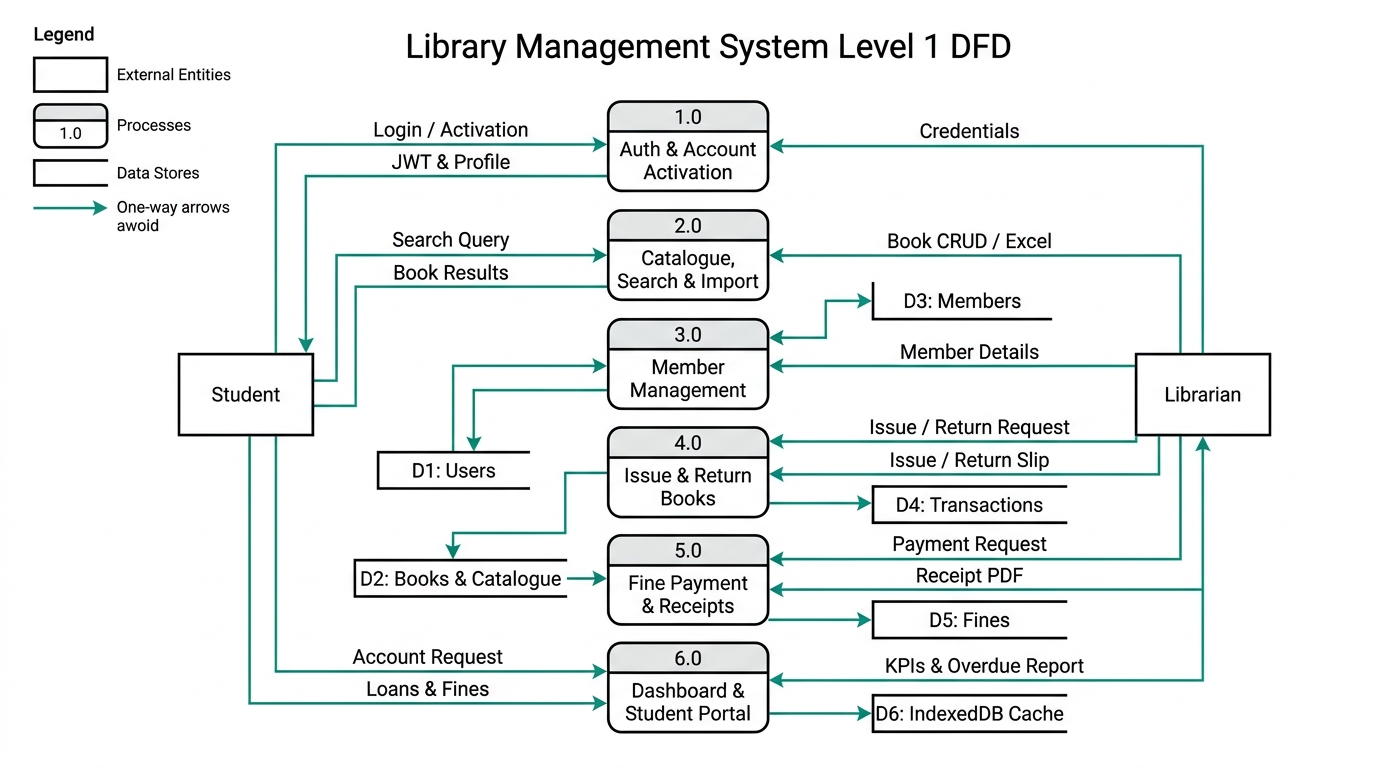 Legend
Library Management System Level 1 DFD
External Entities
1.0
Processes
Data Stores
One-way arrows
awoid
Login / Activation
JWT & Profile
1.0
Auth & Account
Activation
Credentials
Search Query
Book Results
2.0
Catalogue,
Search & Import
Book CRUD / Excel
D3: Members
3.0
Member
Management
Member Details
Student
Librarian
D1: Users
4.0
Issue & Return
Books
Issue / Return Request
Issue / Return Slip
D4: Transactions
D2: Books & Catalogue
5.0
Fine Payment
& Receipts
Payment Request
Receipt PDF
D5: Fines
Account Request
Loans & Fines
6.0
Dashboard &
Student Portal
KPIs & Overdue Report
D6: IndexedDB Cache